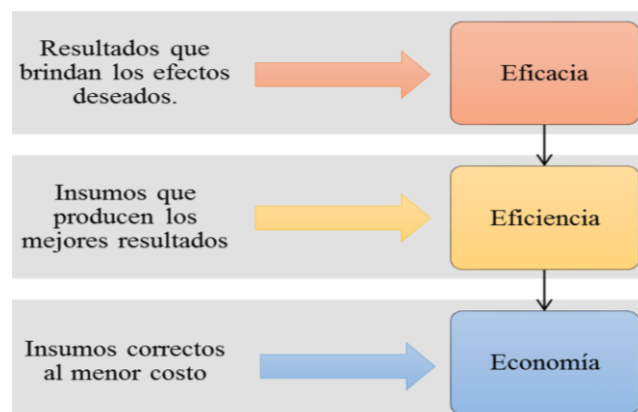 Resultados que
brindan los efectos
deseados.
Eficacia
Insumos que
producen los
mejores resultados
Eficiencia
Insumos correctos
al menor costo
Economía